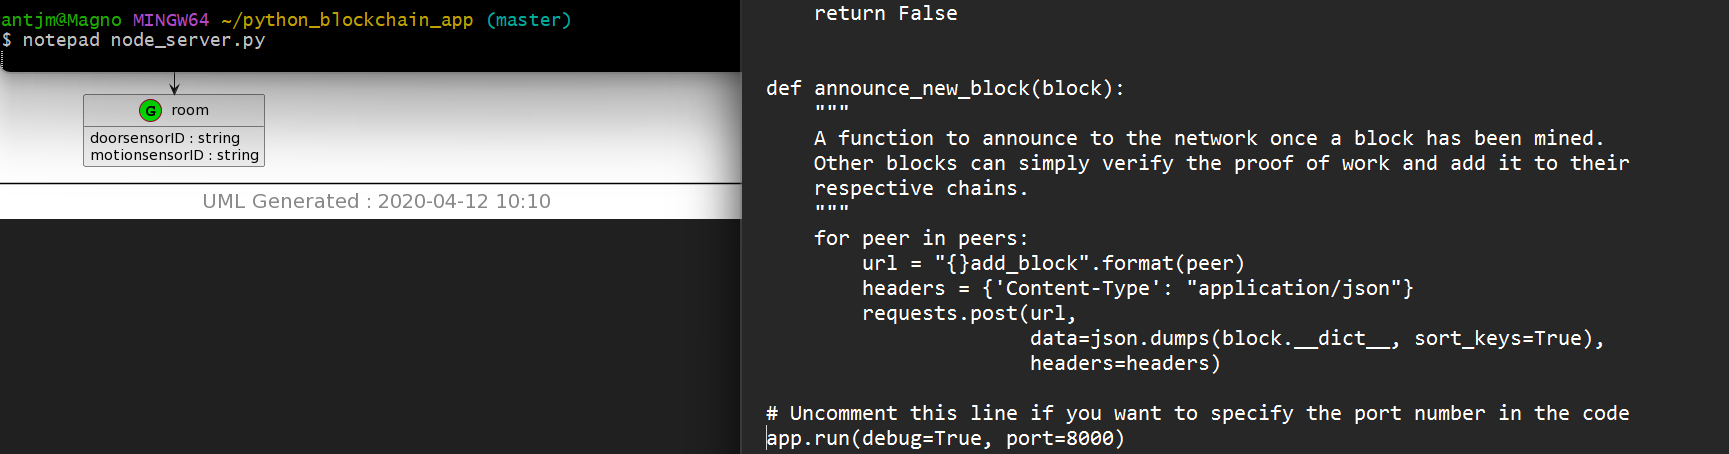 antjm@Magno MINGW64 ~/python_blockchain_app (master)
$ notepad node_server.py
G room
doorsensorID : string
motionsensorID : string
UML Generated : 2020-04-12 10:10
    return False
def announce_new_block(block):
    """
    A function to announce to the network once a block has been mined.
    Other blocks can simply verify the proof of work and add it to their
    respective chains.
    """
    for peer in peers:
        url = "{}add_block".format(peer)
        headers = {'Content-Type': "application/json"}
        requests.post(url,
                      data=json.dumps(block.__dict__, sort_keys=True),
                      headers=headers)
# Uncomment this line if you want to specify the port number in the code
app.run(debug=True, port=8000)